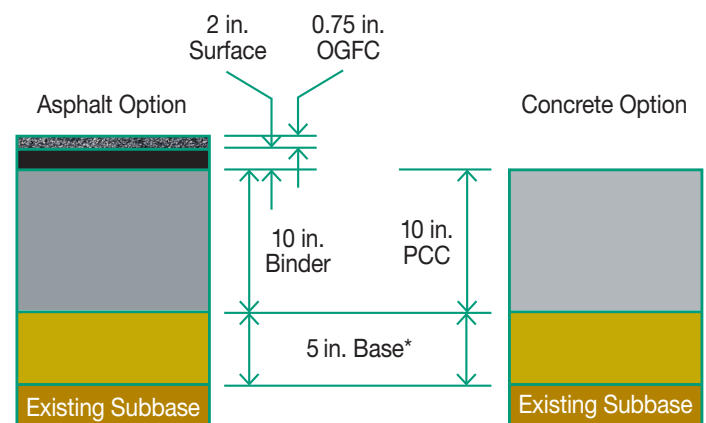 2 in.
Surface
0.75 in.
OGFC
Asphalt Option
Concrete Option
10 in.
Binder
10 in.
PCC
5 in. Base*
Existing Subbase
Existing Subbase